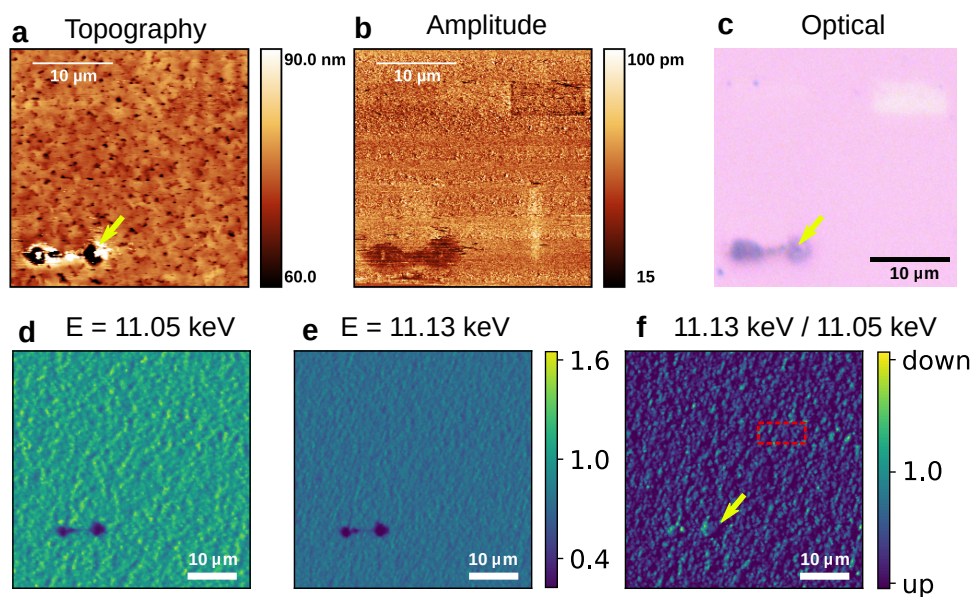 a Topography
10 µm
90.0 nm
60.0
b Amplitude
10 µm
100 pm
15
c Optical
10 µm
d E = 11.05 keV
10 µm
e E = 11.13 keV
10 µm
1.6
1.0
0.4
f 11.13 keV / 11.05 keV
10 µm
down
1.0
up